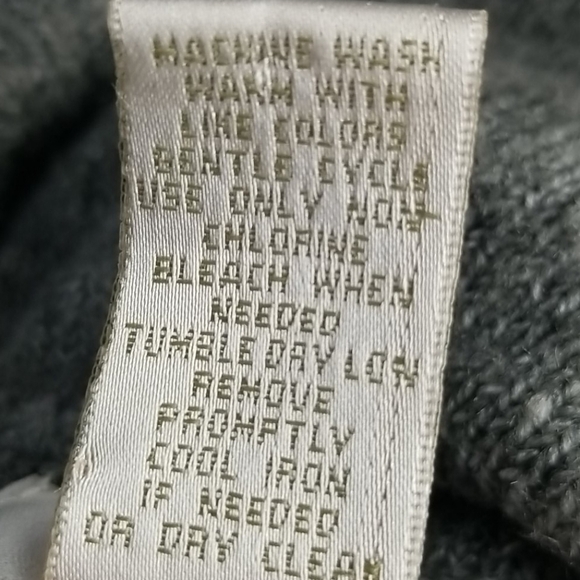 MACHINE WASH
WARM WITH
LIKE COLORS
GENTLE CYCLE
USE ONLY NON
CHLORINE
BLEACH WHEN
NEEDED
TUMBLE DRY LOW
REMOVE
PROMPTLY
COOL IRON
IF NEEDED
OR DRY CLEAN